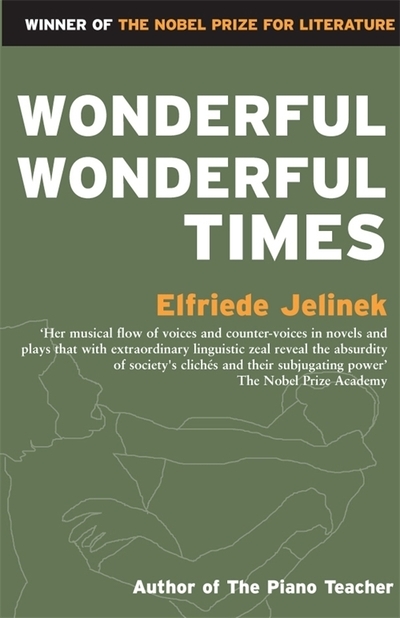 WINNER OF THE NOBEL PRIZE FOR LITERATURE
WONDERFUL
WONDERFUL
TIMES
Elfriede Jelinek
‘Her musical flow of voices and counter-voices in novels and
plays that with extraordinary linguistic zeal reveal the absurdity
of society's clichés and their subjugating power’
The Nobel Prize Academy
Author of The Piano Teacher